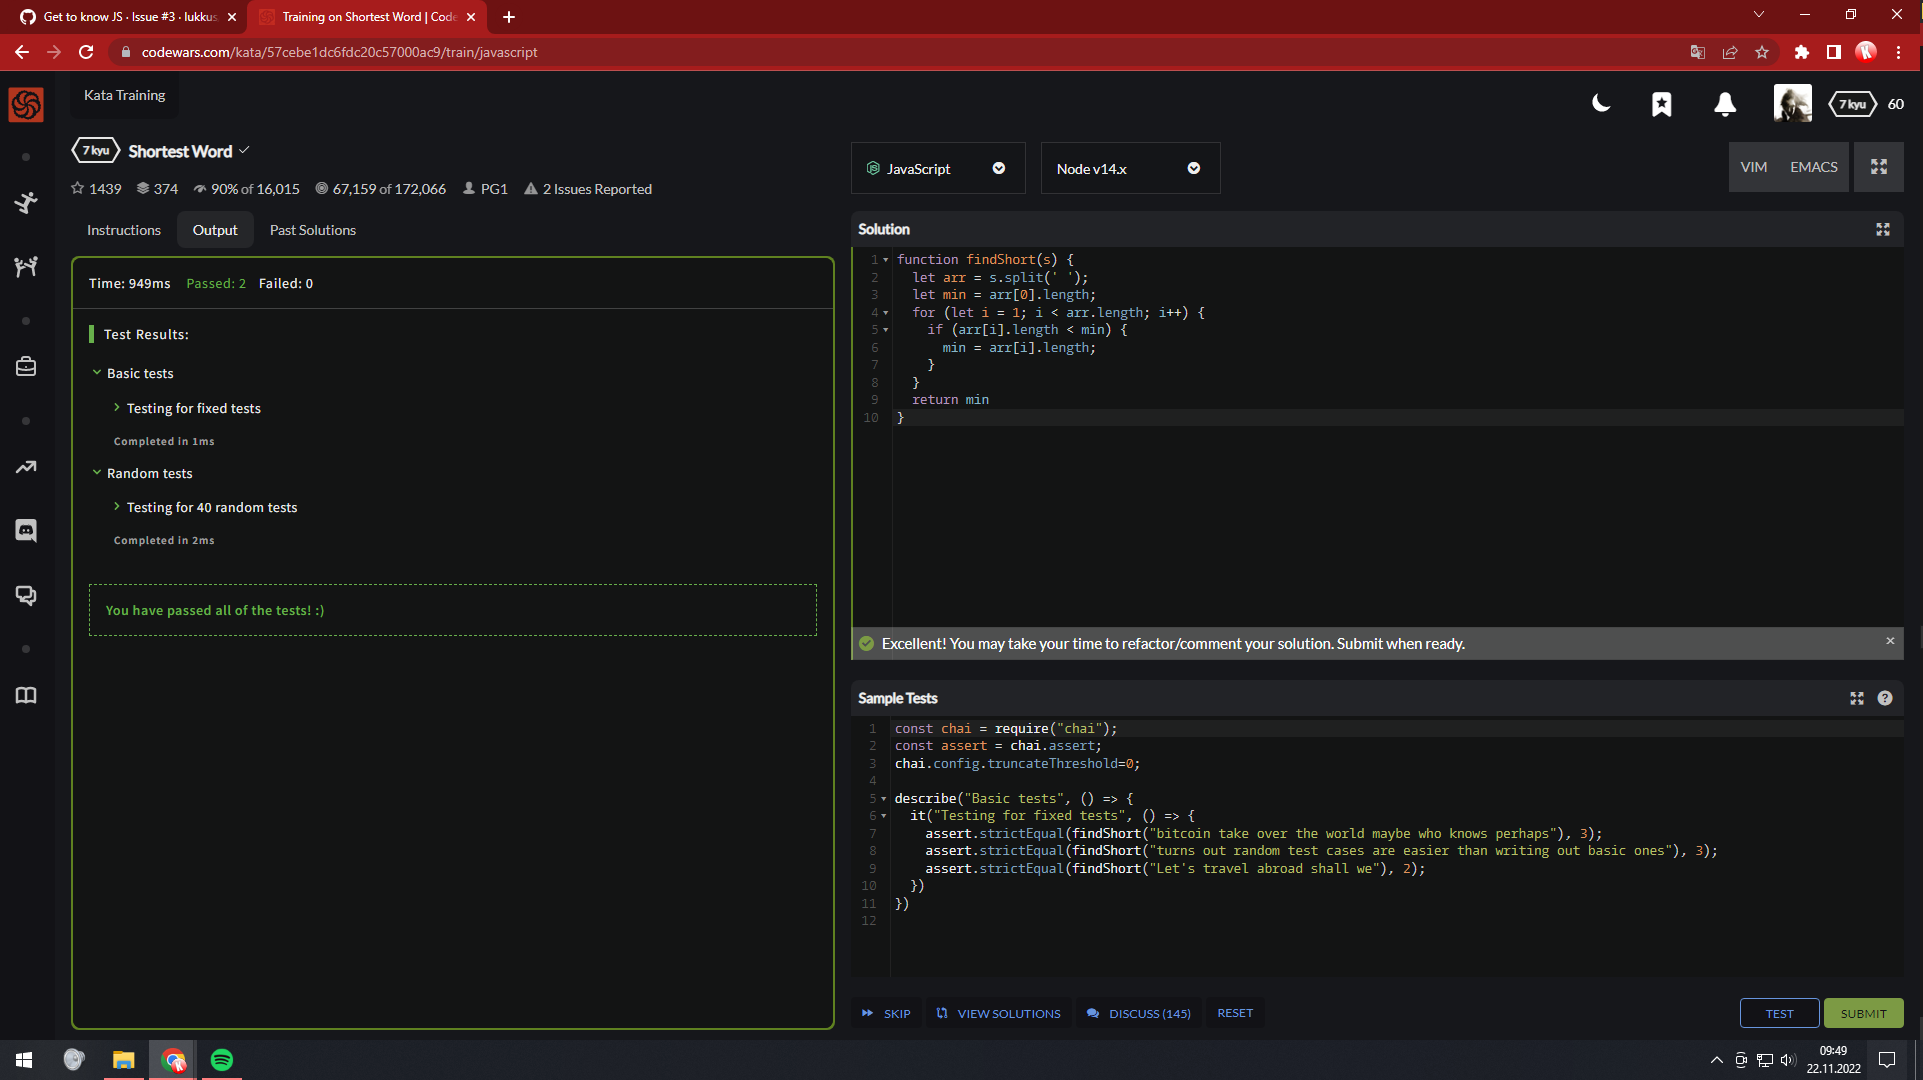 Get to know JS · Issue #3 · lukkus
Training on Shortest Word | Code
codewars.com/kata/57cebe1dc6fdc20c57000ac9/train/javascript
Kata Training
7 kyu 60
7 kyu Shortest Word
1439 374 90% of 16,015 67,159 of 172,066 PG1 2 Issues Reported
JavaScript
Node v14.x
VIM EMACS
Instructions Output Past Solutions
Time: 949ms Passed: 2 Failed: 0
Test Results:
Basic tests
Testing for fixed tests
Completed in 1ms
Random tests
Testing for 40 random tests
Completed in 2ms
You have passed all of the tests! :)
Solution
1 function findShort(s) {
2 let arr = s.split(' ');
3 let min = arr[0].length;
4 for (let i = 1; i < arr.length; i++) {
5 if (arr[i].length < min) {
6 min = arr[i].length;
7 }
8 }
9 return min
10 }
Excellent! You may take your time to refactor/comment your solution. Submit when ready.
Sample Tests
1 const chai = require("chai");
2 const assert = chai.assert;
3 chai.config.truncateThreshold=0;
4
5 describe("Basic tests", () => {
6 it("Testing for fixed tests", () => {
7 assert.strictEqual(findShort("bitcoin take over the world maybe who knows perhaps"), 3);
8 assert.strictEqual(findShort("turns out random test cases are easier than writing out basic ones"), 3);
9 assert.strictEqual(findShort("Let's travel abroad shall we"), 2);
10 })
11 })
12
SKIP VIEW SOLUTIONS DISCUSS (145) RESET
TEST SUBMIT
09:49
22.11.2022